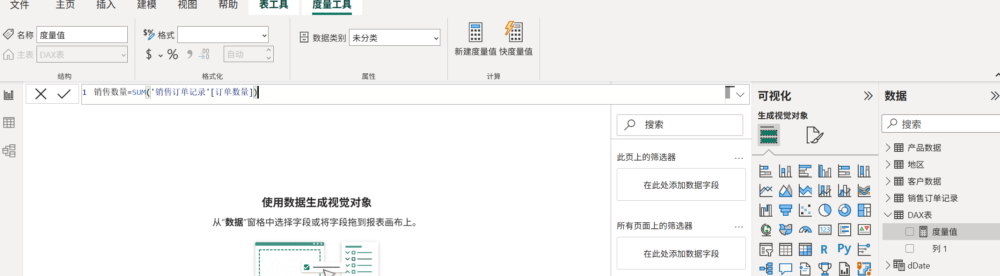 文件 主页 插入 建模 视图 帮助 表工具 度量工具
名称 度量值
主表 DAX表
结构
$% 格式
$ % , .00 .0 自动
格式化
数据类别 未分类
属性
新建度量值 快度量值
计算
1 销售数量=SUM('销售订单记录'[订单数量])
使用数据生成视觉对象
从“数据”窗格中选择字段或将字段拖到报表画布上。
搜索
此页上的筛选器 ...
在此处添加数据字段
所有页面上的筛选器 ...
在此处添加数据字段
可视化
生成视觉对象
123
R Py
数据
搜索
产品数据
地区
客户数据
销售订单记录
DAX表
度量值
列 1
dDate